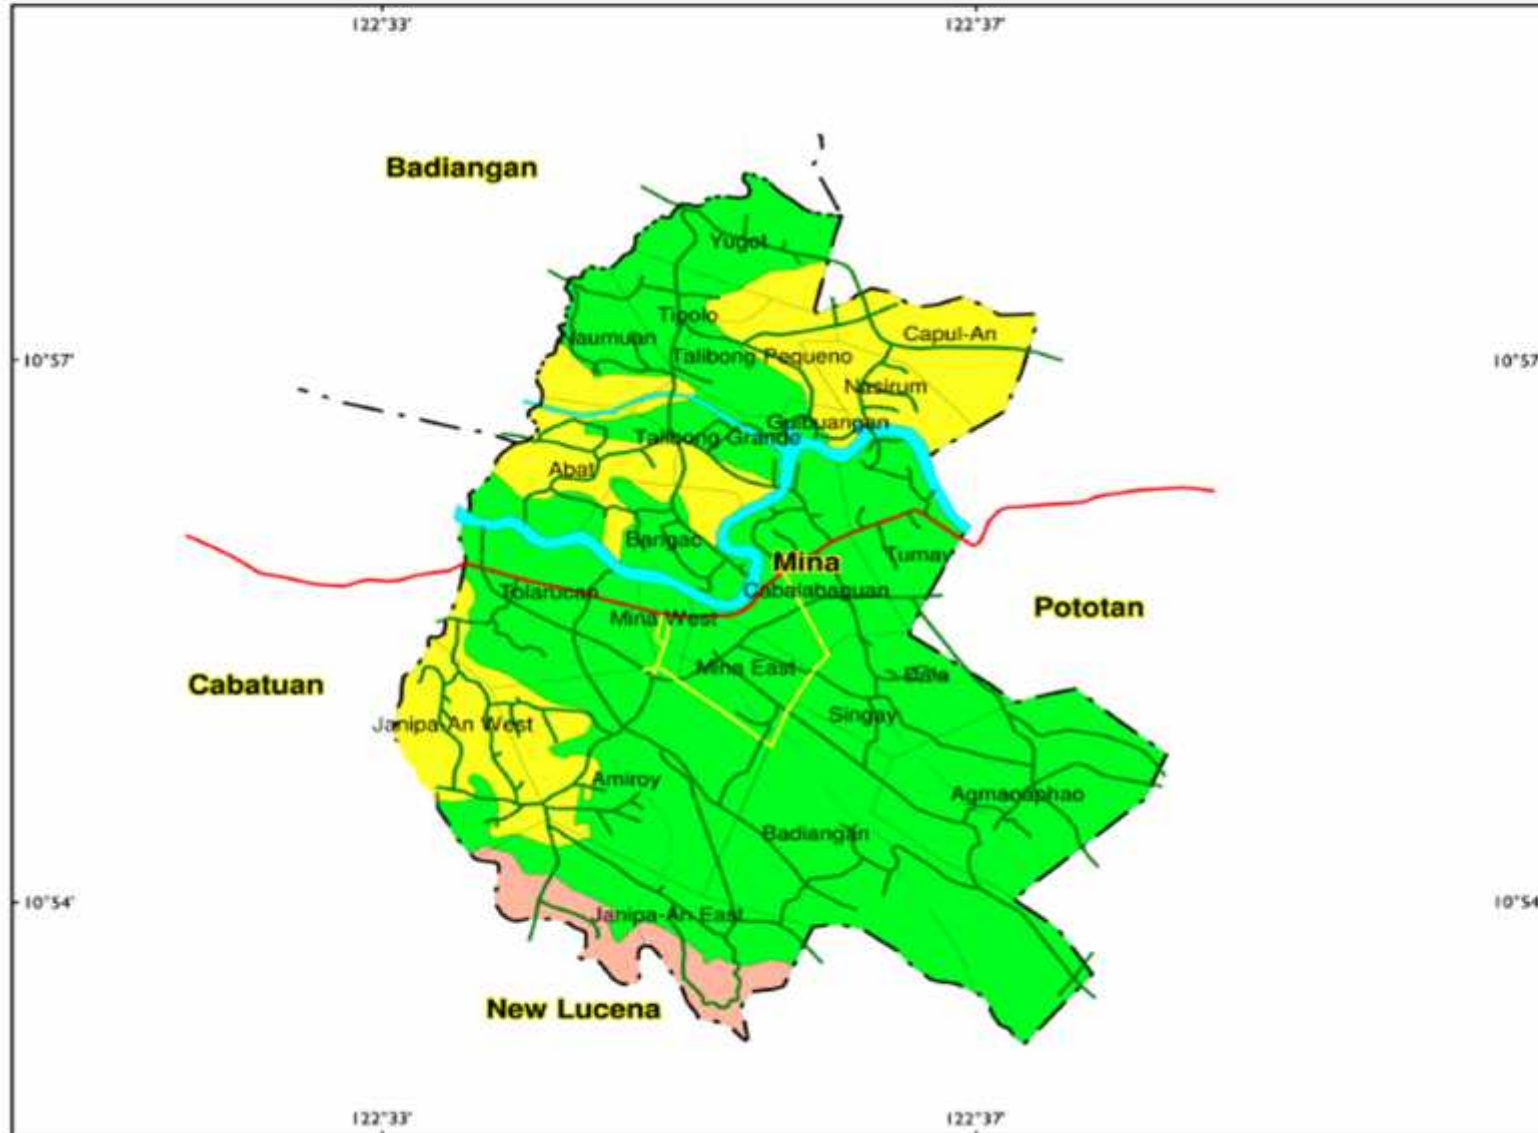 122°33' 122°37'
Badiangan
Yugot
Tipolo
Naumuan
Capul-An
Talibong Pequeno
10°57' 10°57'
Nasirum
Guibuangan
Talibong Grande
Abat
Bangac
Tumay
Mina
Tolarucan
Cabalabaguan
Mina West
Pototan
Mina East
Dala
Cabatuan
Singay
Janipa-An West
Amiroy
Agmanaphao
Badiangan
10°54' 10°54'
Janipa-An East
New Lucena
122°33' 122°37'